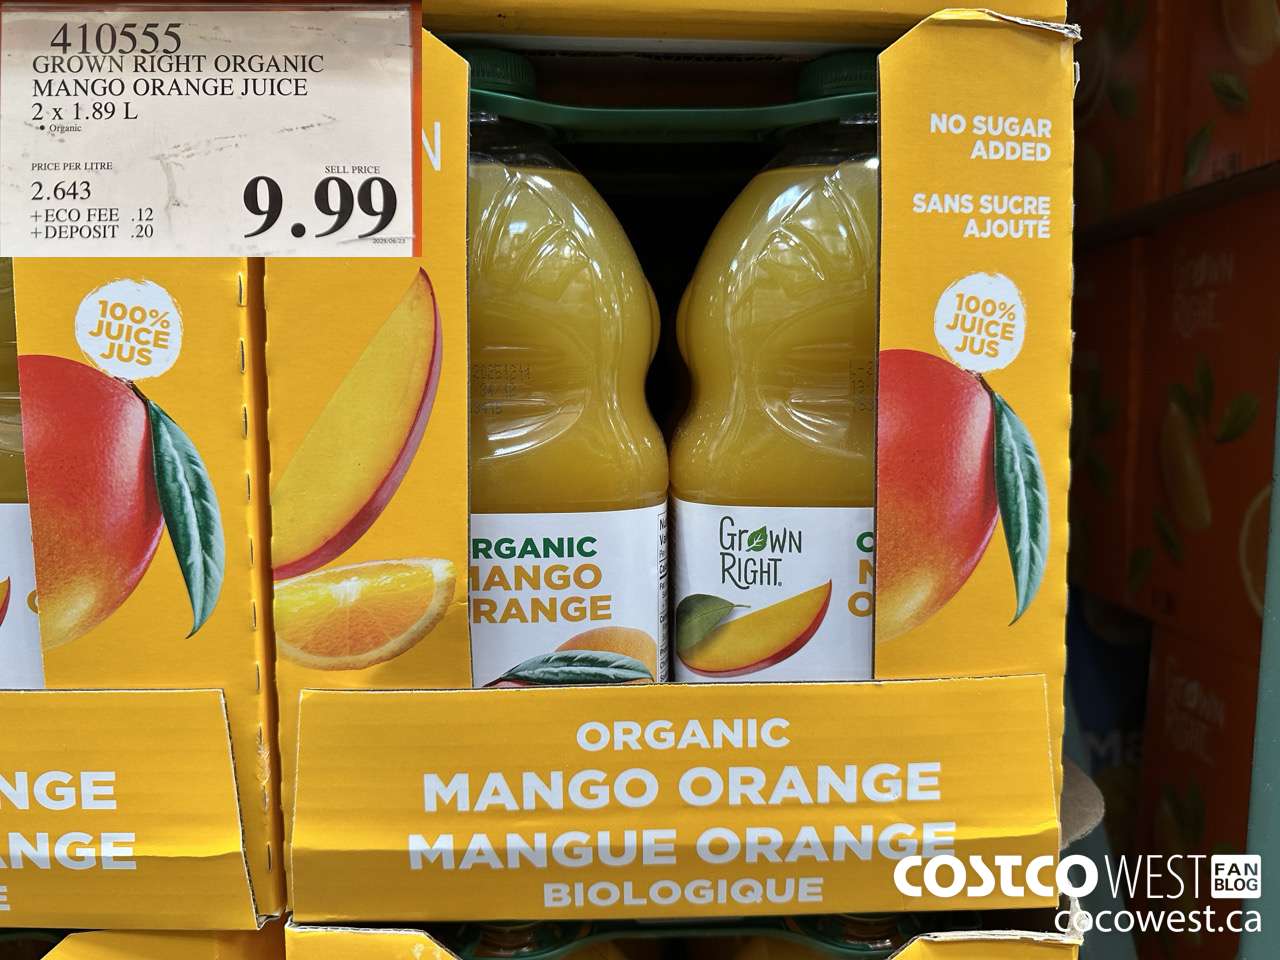 410555
GROWN RIGHT ORGANIC
MANGO ORANGE JUICE
2 x 1.89 L
• Organic
PRICE PER LITRE
2.643
+ECO FEE .12
+DEPOSIT .20
SELL PRICE
9.99
N
NO SUGAR
ADDED
SANS SUCRE
AJOUTÉ
100%
JUICE
JUS
100%
JUICE
JUS
RGANIC
MANGO
RANGE
GROWN
RIGHT
ORGANIC
MANGO ORANGE
MANGUE ORANGE
BIOLOGIQUE
NGE
ANGE
COSTCO WEST FAN BLOG
cocowest.ca